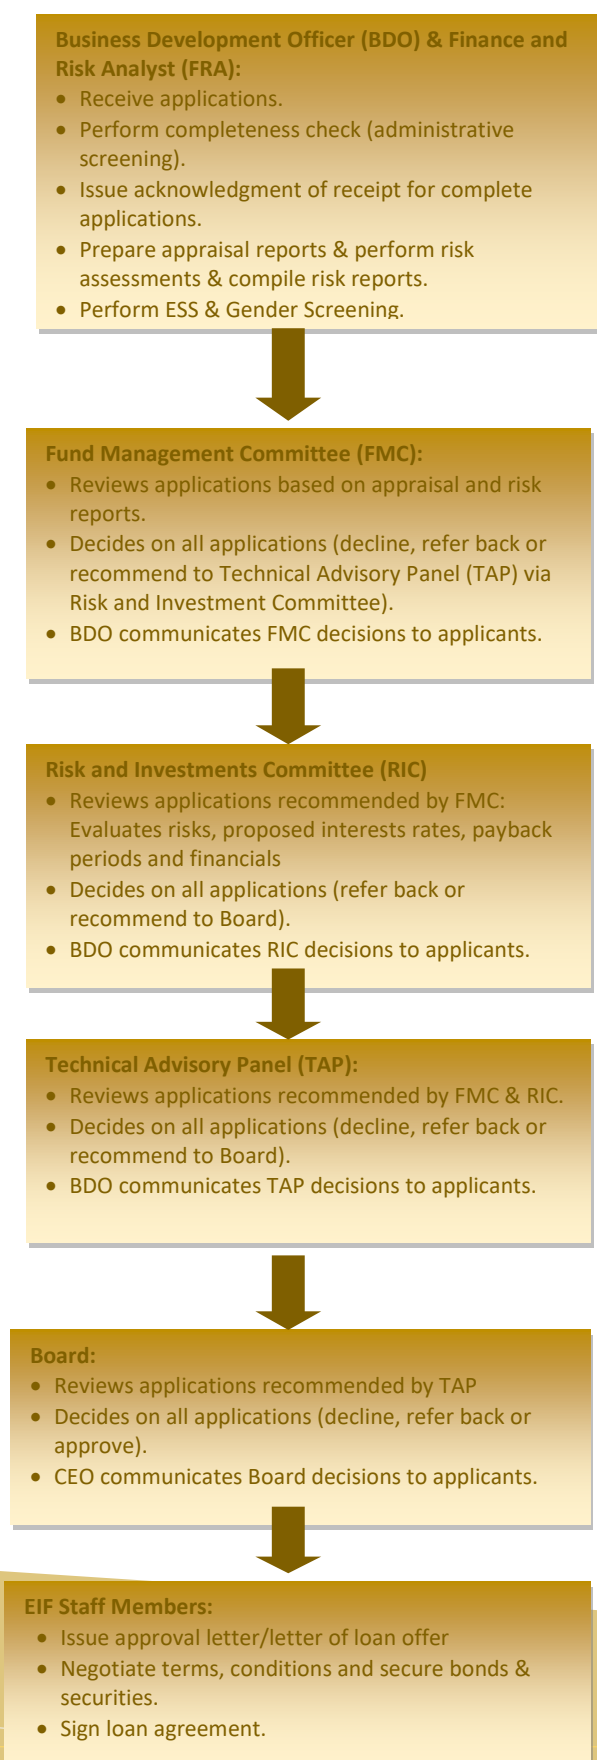 Business Development Officer (BDO) & Finance and
Risk Analyst (FRA):
• Receive applications.
• Perform completeness check (administrative
screening).
• Issue acknowledgment of receipt for complete
applications.
• Prepare appraisal reports & perform risk
assessments & compile risk reports.
• Perform ESS & Gender Screening.
Fund Management Committee (FMC):
• Reviews applications based on appraisal and risk
reports.
• Decides on all applications (decline, refer back or
recommend to Technical Advisory Panel (TAP) via
Risk and Investment Committee).
• BDO communicates FMC decisions to applicants.
Risk and Investments Committee (RIC)
• Reviews applications recommended by FMC:
Evaluates risks, proposed interests rates, payback
periods and financials
• Decides on all applications (refer back or
recommend to Board).
• BDO communicates RIC decisions to applicants.
Technical Advisory Panel (TAP):
• Reviews applications recommended by FMC & RIC.
• Decides on all applications (decline, refer back or
recommend to Board).
• BDO communicates TAP decisions to applicants.
Board:
• Reviews applications recommended by TAP
• Decides on all applications (decline, refer back or
approve).
• CEO communicates Board decisions to applicants.
EIF Staff Members:
• Issue approval letter/letter of loan offer
• Negotiate terms, conditions and secure bonds &
securities.
• Sign loan agreement.